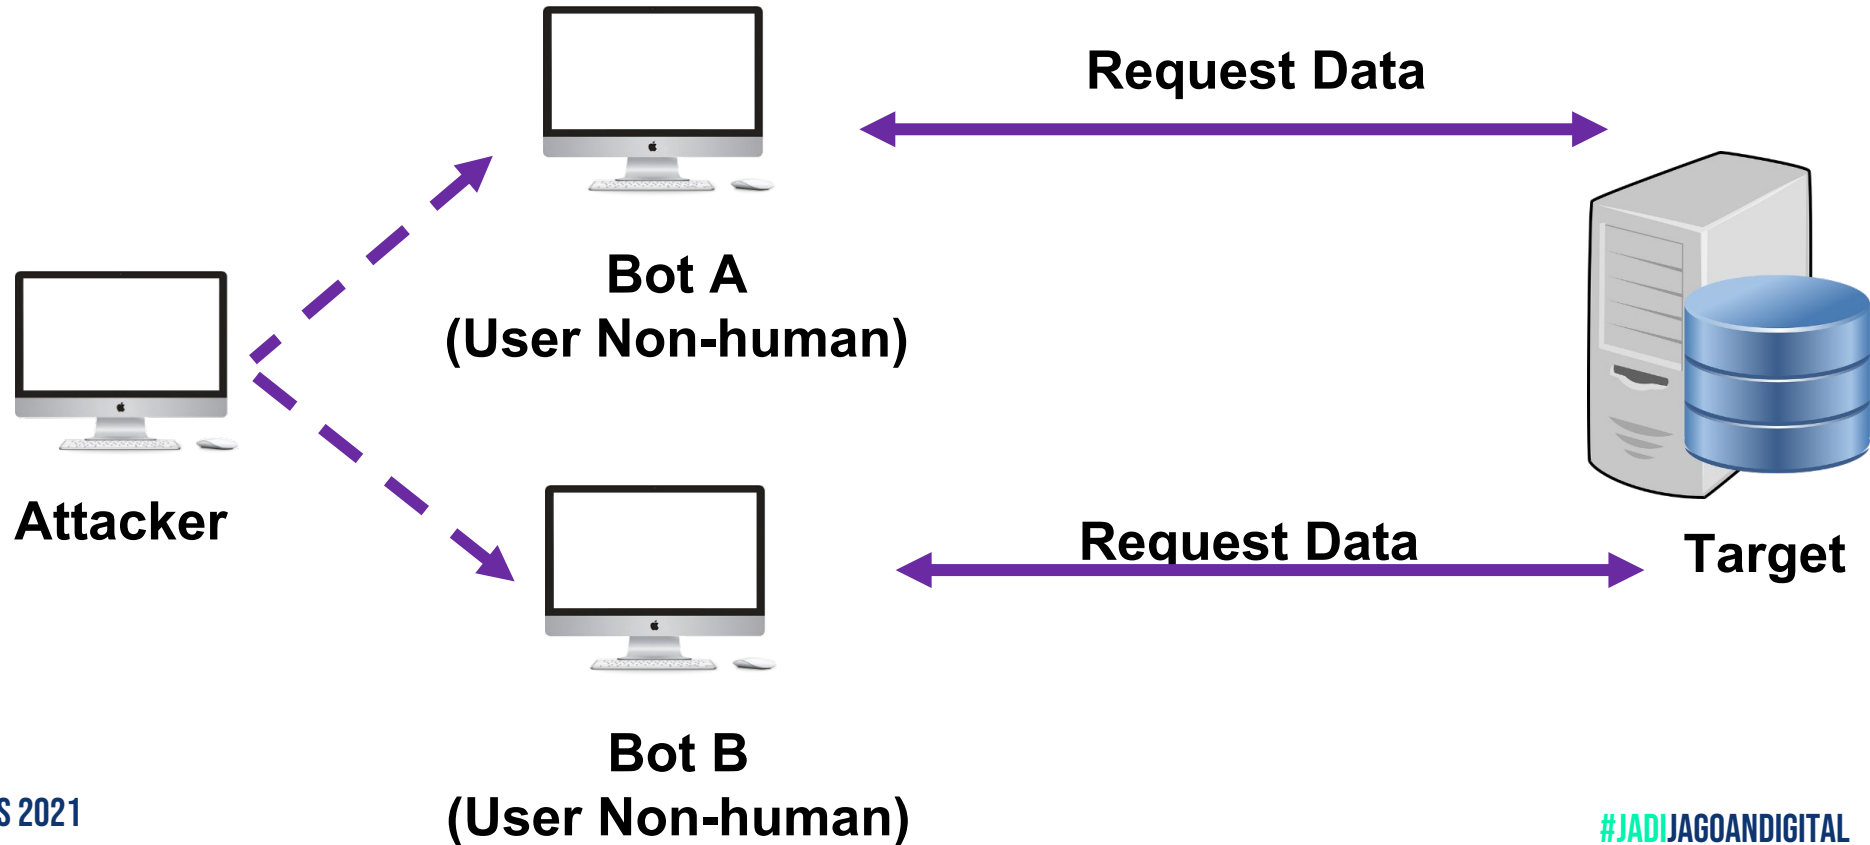 Request Data
Bot A
(User Non-human)
Attacker
Request Data
Target
Bot B
(User Non-human)
S 2021
#JADIJAGOANDIGITAL